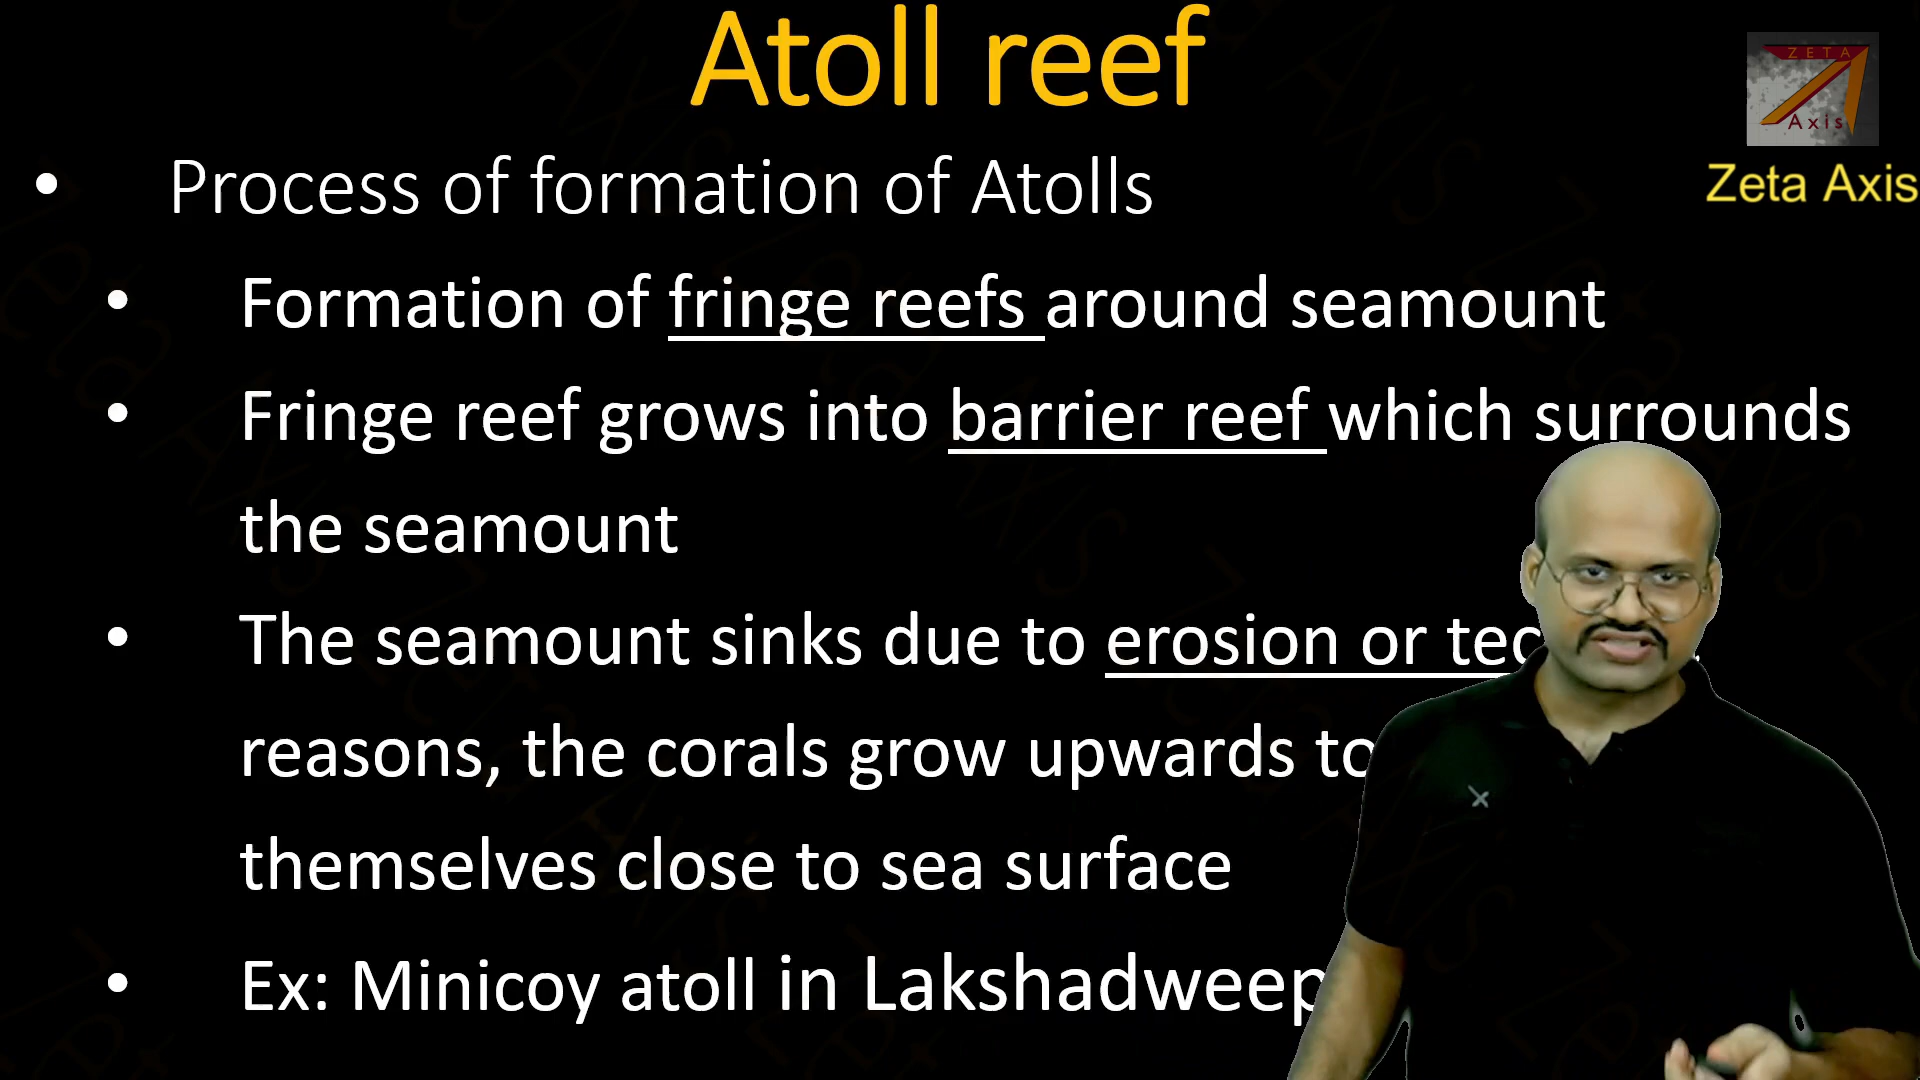 Atoll reef
ZETA
Axis
Zeta Axis
• Process of formation of Atolls
• Formation of fringe reefs around seamount
• Fringe reef grows into barrier reef which surrounds
the seamount
• The seamount sinks due to erosion or
reasons, the corals grow upwards to
themselves close to sea surface
• Ex: Minicoy atoll in Lakshadweep